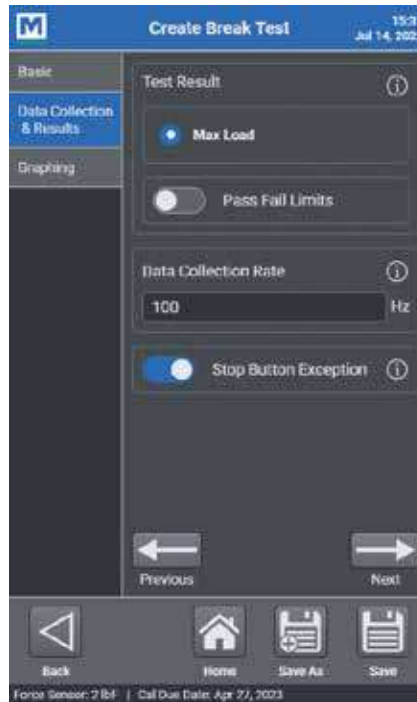 M
Create Break Test
15:3
Jul 14, 202
Basic
Data Collection
& Results
Graphing
Test Result
Max Load
Pass Fail Limits
Data Collection Rate
100
Hz
Stop Button Exception
Previous
Next
Back
Home
Save As
Save
Force Sensor: 2 lbf | Cal Due Date: Apr 27, 2023